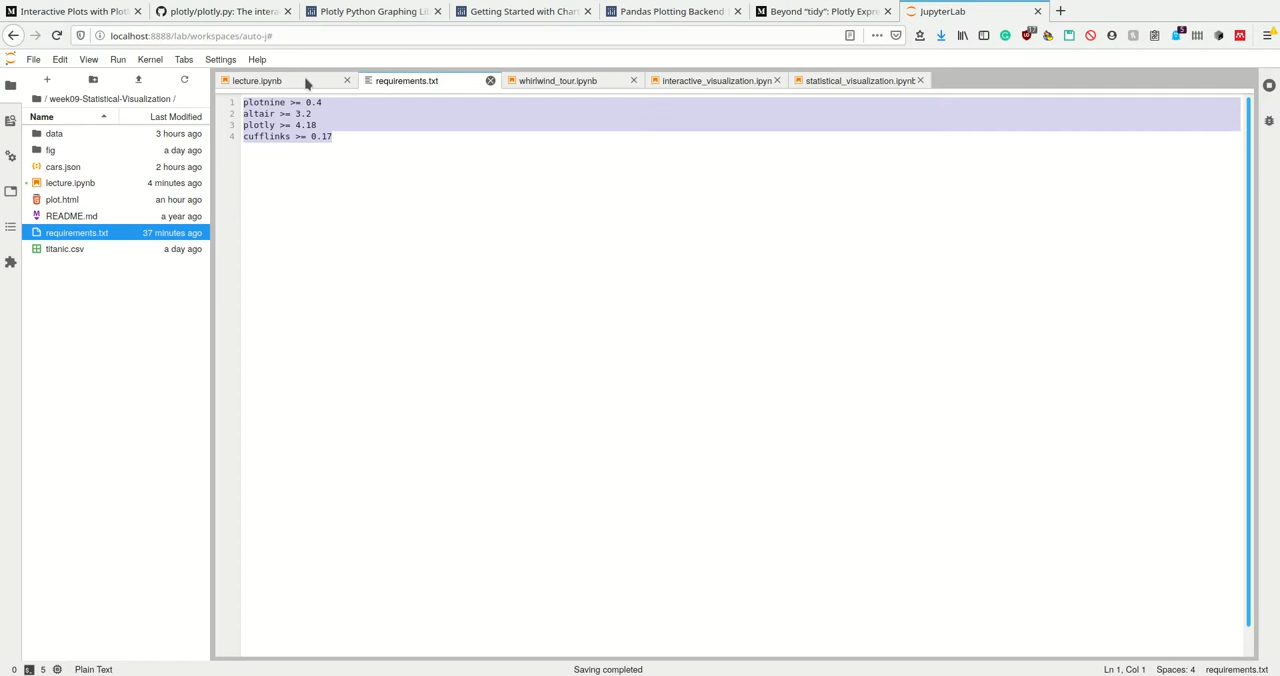 Interactive Plots with Plotl
plotly/plotly.py: The intera
Plotly Python Graphing Li
Getting Started with Chart
Pandas Plotting Backend
Beyond “tidy”: Plotly Expre
JupyterLab
localhost:8888/lab/workspaces/auto-j#
File Edit View Run Kernel Tabs Settings Help
lecture.ipynb
requirements.txt
whirlwind_tour.ipynb
interactive_visualization.ipyn
statistical_visualization.ipynb
/ week09-Statistical-Visualization /
Name Last Modified
data 3 hours ago
fig a day ago
cars.json 2 hours ago
lecture.ipynb 4 minutes ago
plot.html an hour ago
README.md a year ago
requirements.txt 37 minutes ago
titanic.csv a day ago
1 plotnine >= 0.4
2 altair >= 3.2
3 plotly >= 4.18
4 cufflinks >= 0.17
0 5 Plain Text
Saving completed
Ln 1, Col 1 Spaces: 4 requirements.txt